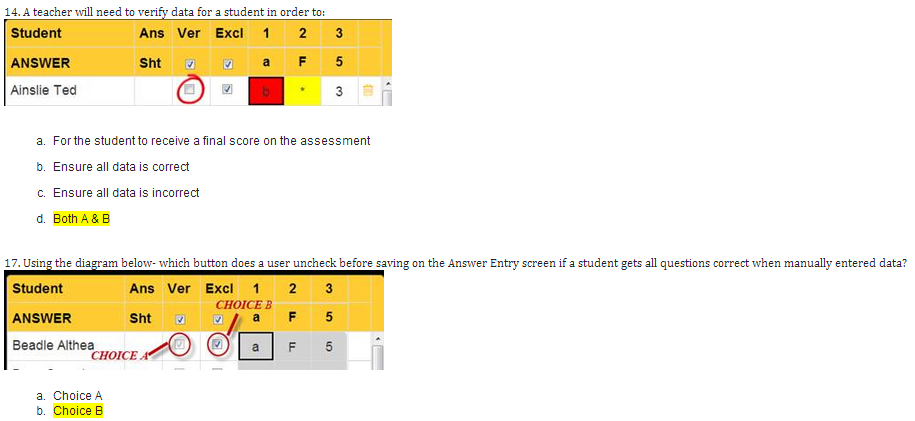 14. A teacher will need to verify data for a student in order to:
Student Ans Ver Excl 1 2 3
ANSWER Sht a F 5
Ainslie Ted b * 3
a. For the student to receive a final score on the assessment
b. Ensure all data is correct
c. Ensure all data is incorrect
d. Both A & B
17. Using the diagram below- which button does a user uncheck before saving on the Answer Entry screen if a student gets all questions correct when manually entered data?
Student Ans Ver Excl 1 2 3
CHOICE B
ANSWER Sht a F 5
Beadle Althea a F 5
CHOICE A
a. Choice A
b. Choice B